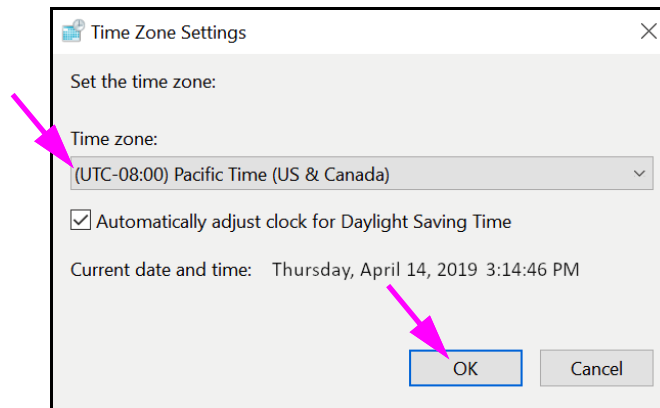 Time Zone Settings
Set the time zone:
Time zone:
(UTC-08:00) Pacific Time (US & Canada)
Automatically adjust clock for Daylight Saving Time
Current date and time: Thursday, April 14, 2019 3:14:46 PM
OK Cancel